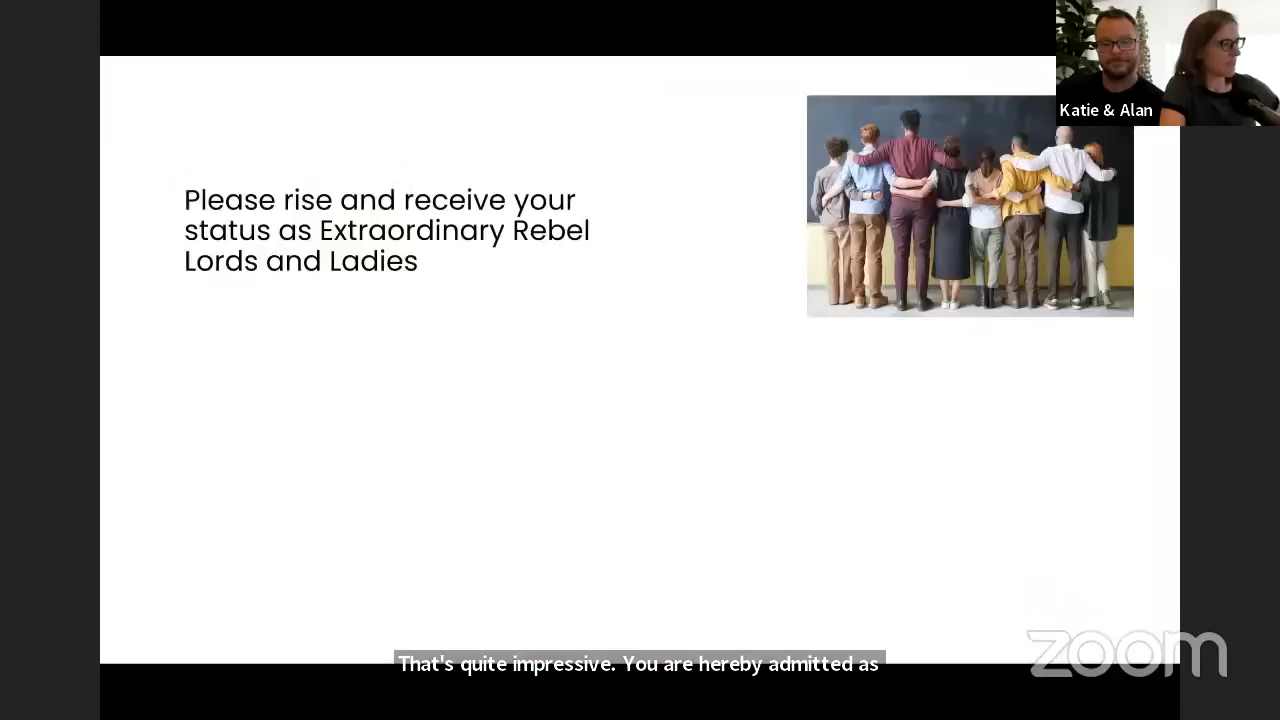 Katie & Alan
Please rise and receive your
status as Extraordinary Rebel
Lords and Ladies
That's quite impressive. You are hereby admitted as
zoom